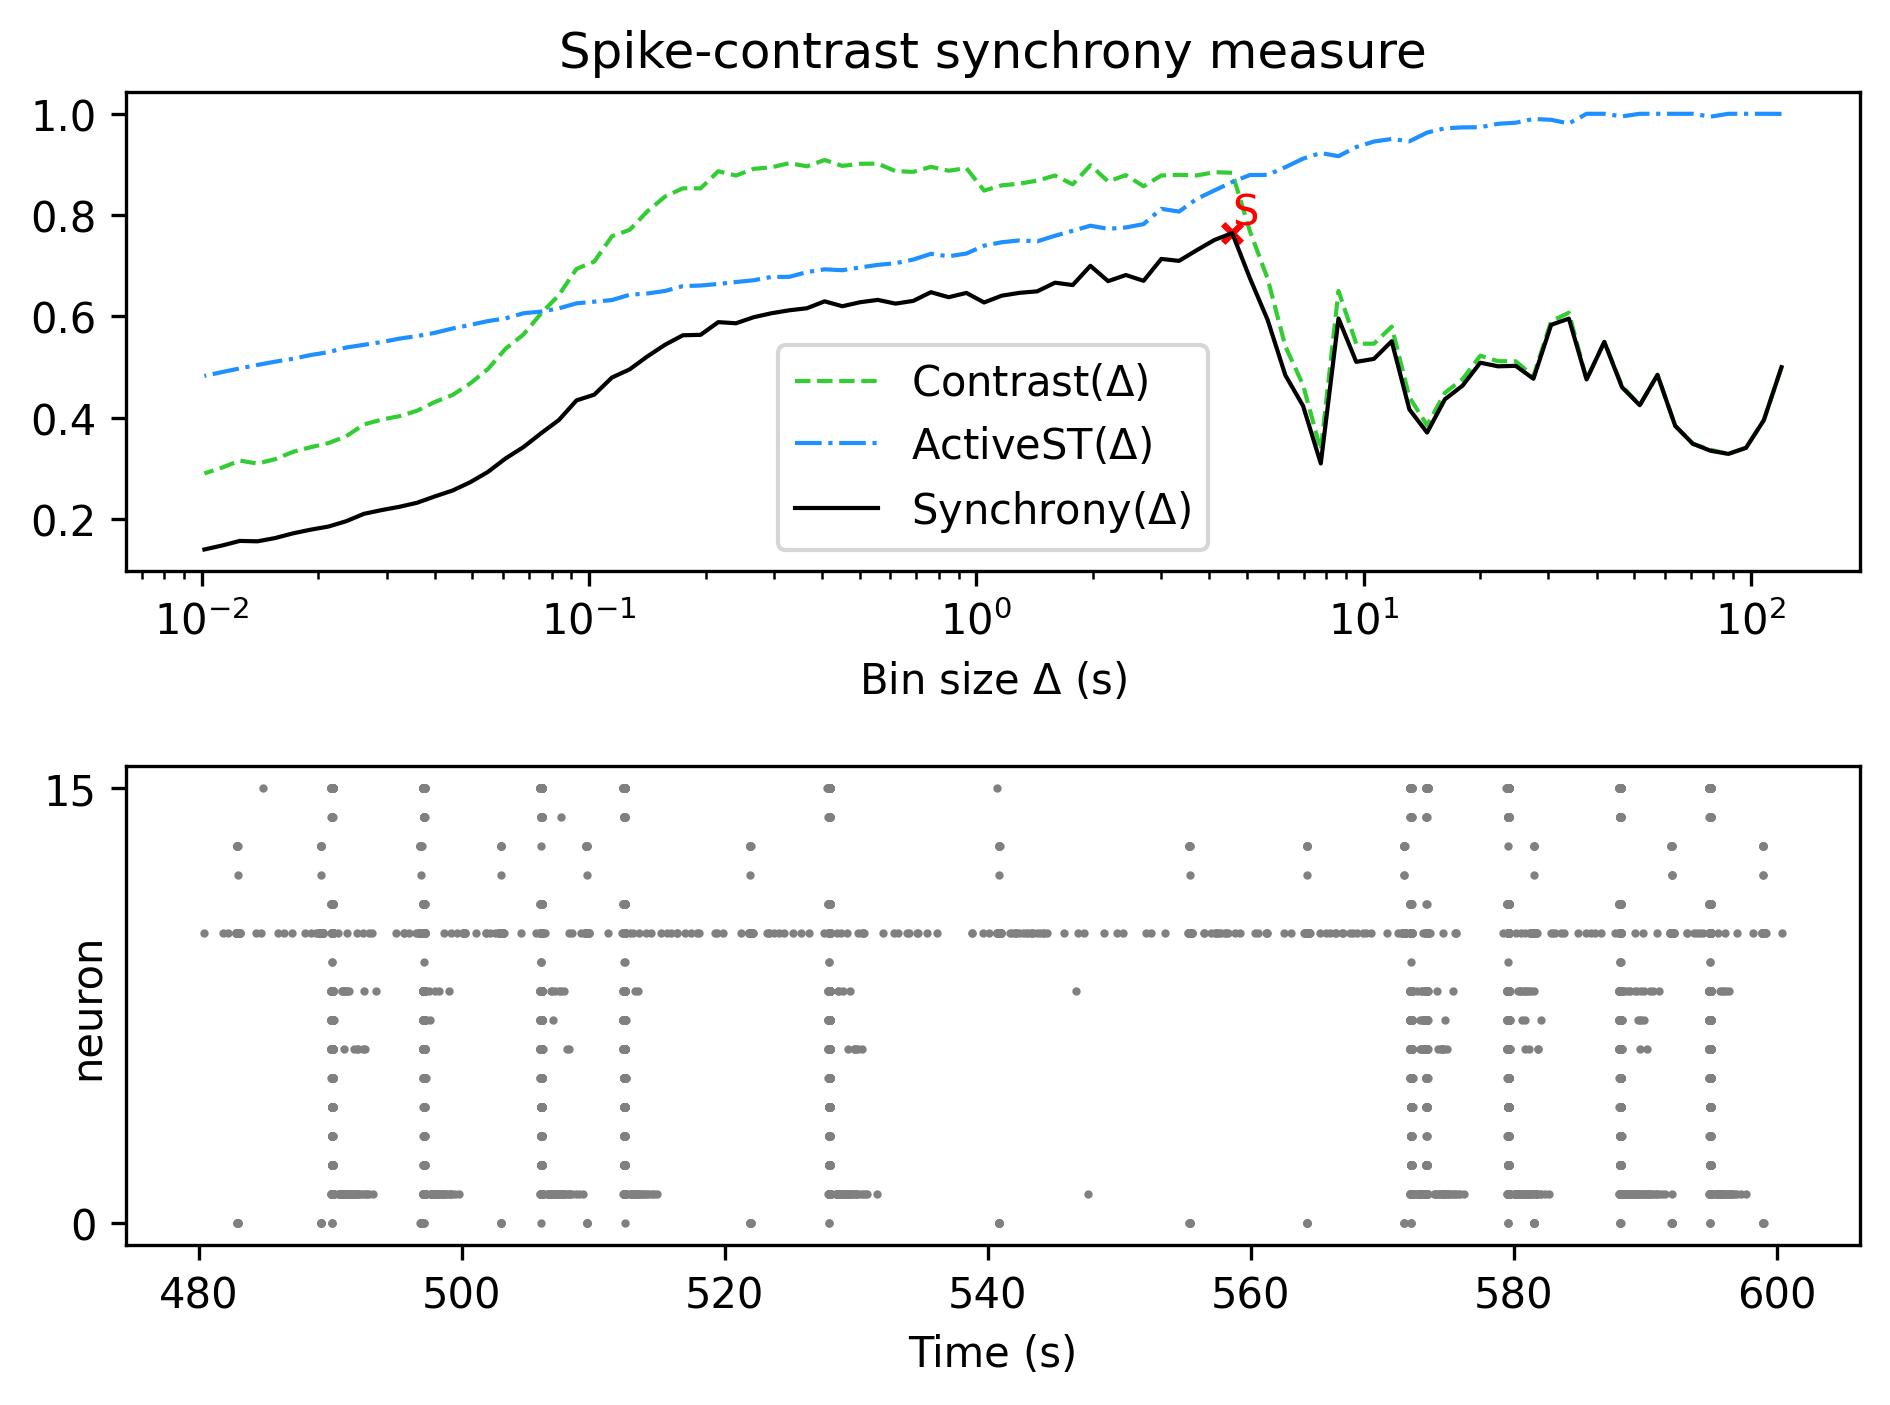 Spike-contrast synchrony measure
1.0
0.8
0.6
0.4
0.2
S
Contrast(Δ)
ActiveST(Δ)
Synchrony(Δ)
10⁻² 10⁻¹ 10⁰ 10¹ 10²
Bin size Δ (s)
15
neuron
0
480 500 520 540 560 580 600
Time (s)